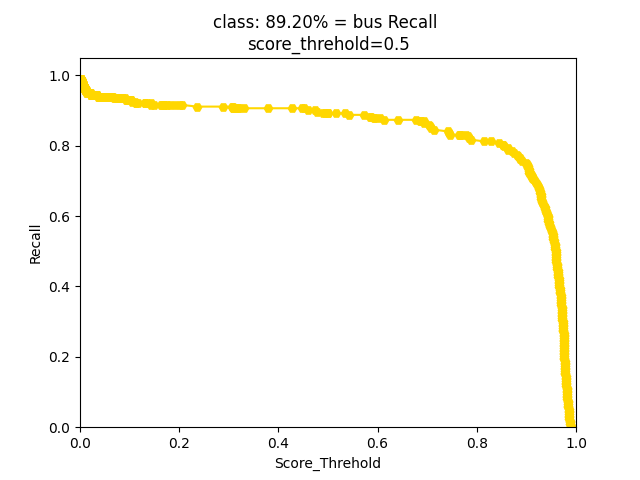 class: 89.20% = bus Recall
score_threhold=0.5
1.0
0.8
0.6
0.4
0.2
0.0
Recall
0.0 0.2 0.4 0.6 0.8 1.0
Score_Threhold